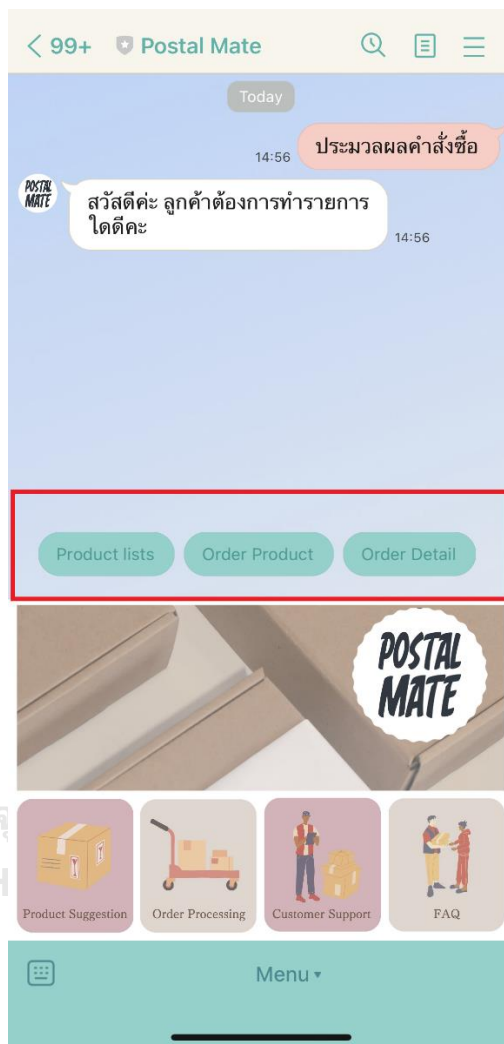 99+ Postal Mate
Today
ประมวลผลคำสั่งซื้อ
14:56
POSTAL
MATE
สวัสดีค่ะ ลูกค้าต้องการทำรายการ
ใดดีคะ
14:56
Product lists Order Product Order Detail
POSTAL
MATE
Product Suggestion Order Processing Customer Support FAQ
Menu